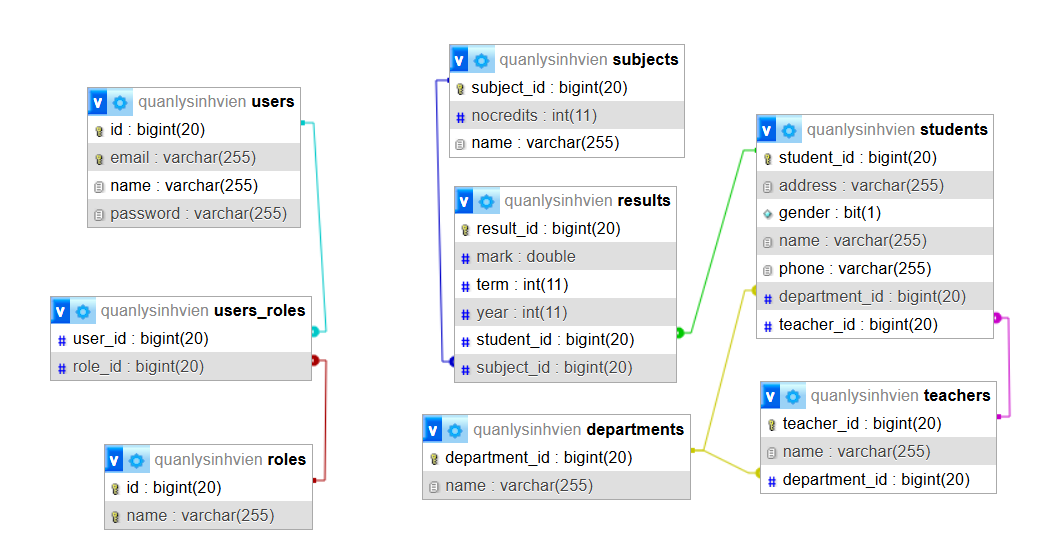 v quanlysinhvien users
id : bigint(20)
email : varchar(255)
name : varchar(255)
password : varchar(255)
v quanlysinhvien users_roles
# user_id : bigint(20)
# role_id : bigint(20)
v quanlysinhvien roles
id : bigint(20)
name : varchar(255)
v quanlysinhvien subjects
subject_id : bigint(20)
# nocredits : int(11)
name : varchar(255)
v quanlysinhvien results
result_id : bigint(20)
# mark : double
# term : int(11)
# year : int(11)
# student_id : bigint(20)
# subject_id : bigint(20)
v quanlysinhvien departments
department_id : bigint(20)
name : varchar(255)
v quanlysinhvien students
student_id : bigint(20)
address : varchar(255)
gender : bit(1)
name : varchar(255)
phone : varchar(255)
# department_id : bigint(20)
# teacher_id : bigint(20)
v quanlysinhvien teachers
teacher_id : bigint(20)
name : varchar(255)
# department_id : bigint(20)